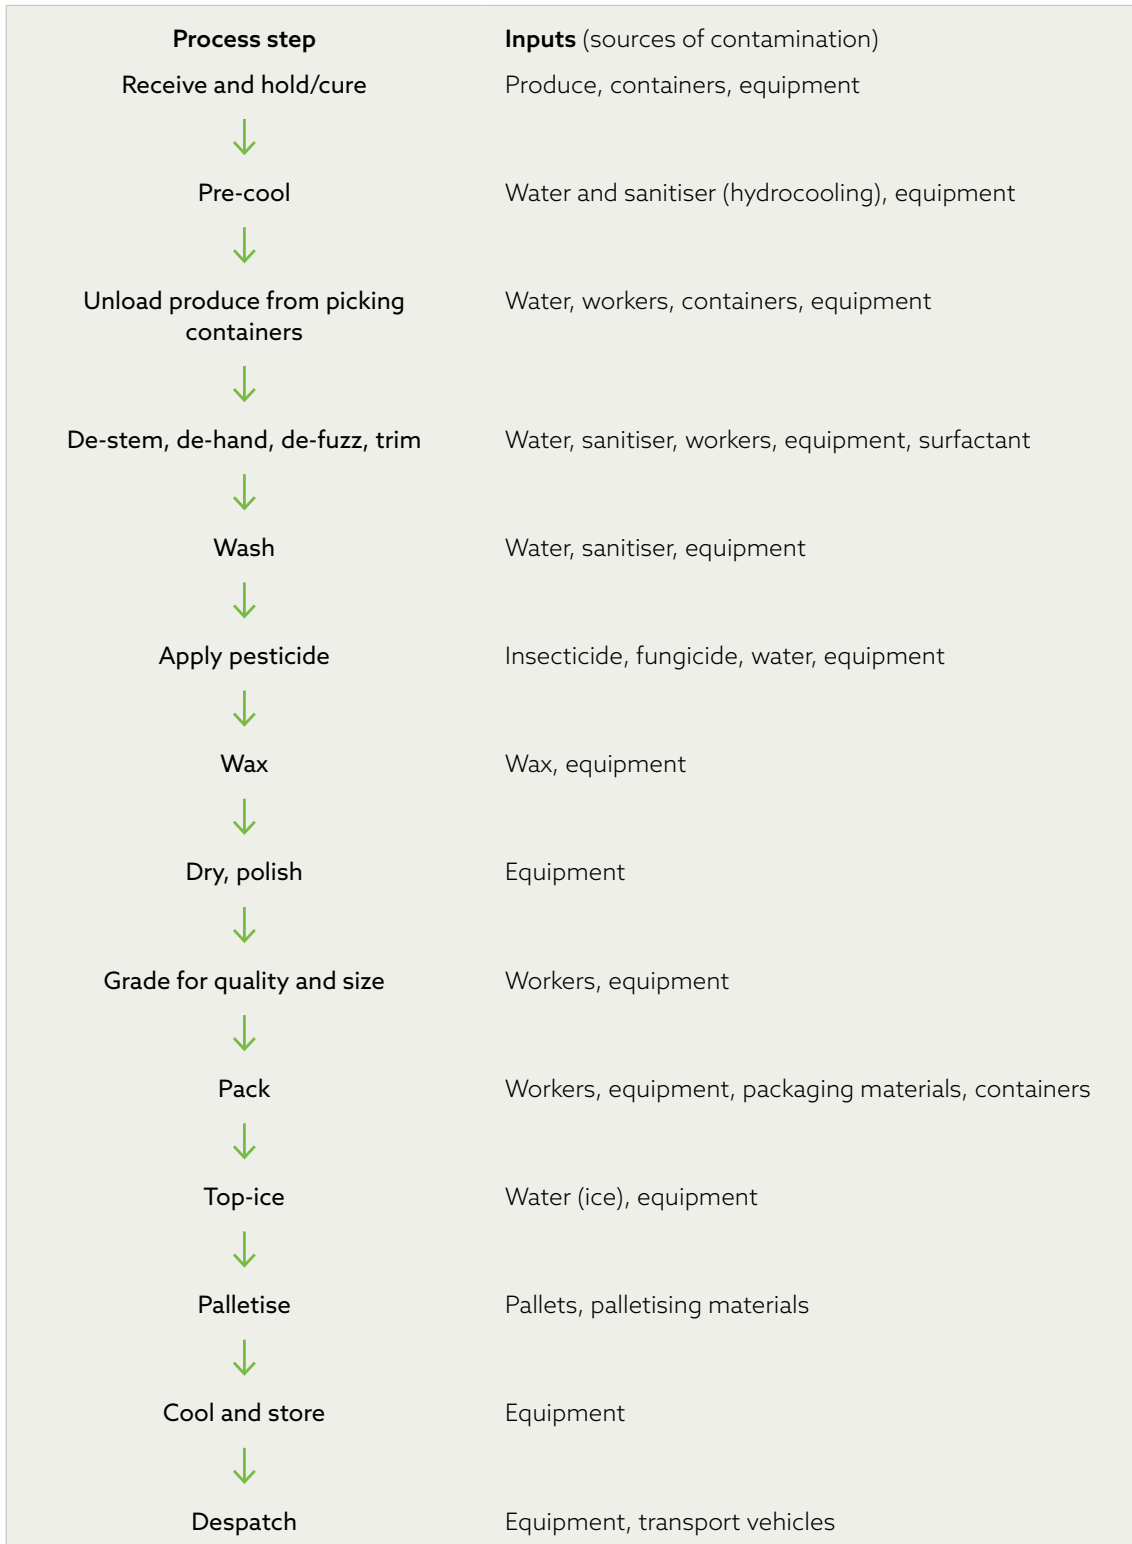 Process step Inputs (sources of contamination)
Receive and hold/cure Produce, containers, equipment
Pre-cool Water and sanitiser (hydrocooling), equipment
Unload produce from picking Water, workers, containers, equipment
containers
De-stem, de-hand, de-fuzz, trim Water, sanitiser, workers, equipment, surfactant
Wash Water, sanitiser, equipment
Apply pesticide Insecticide, fungicide, water, equipment
Wax Wax, equipment
Dry, polish Equipment
Grade for quality and size Workers, equipment
Pack Workers, equipment, packaging materials, containers
Top-ice Water (ice), equipment
Palletise Pallets, palletising materials
Cool and store Equipment
Despatch Equipment, transport vehicles